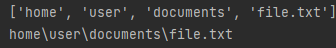 ['home', 'user', 'documents', 'file.txt']
home\user\documents\file.txt